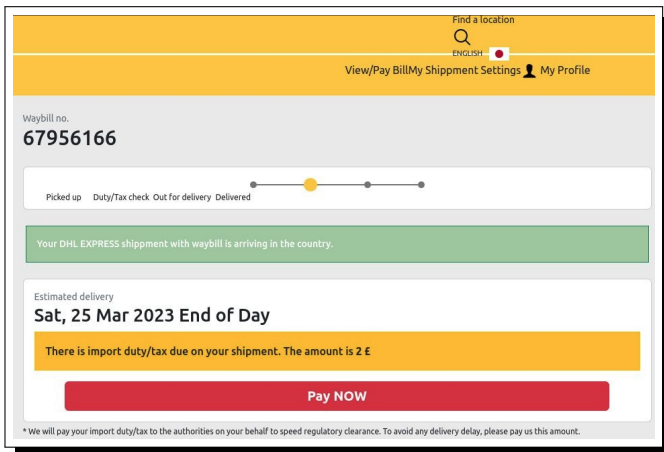 Find a location
ENGLISH
View/Pay BillMy Shippment Settings My Profile
Waybill no.
67956166
Picked up Duty/Tax check Out for delivery Delivered
Your DHL EXPRESS shippment with waybill is arriving in the country.
Estimated delivery
Sat, 25 Mar 2023 End of Day
There is import duty/tax due on your shipment. The amount is 2 £
Pay NOW
* We will pay your import duty/tax to the authorities on your behalf to speed regulatory clearance. To avoid any delivery delay, please pay us this amount.